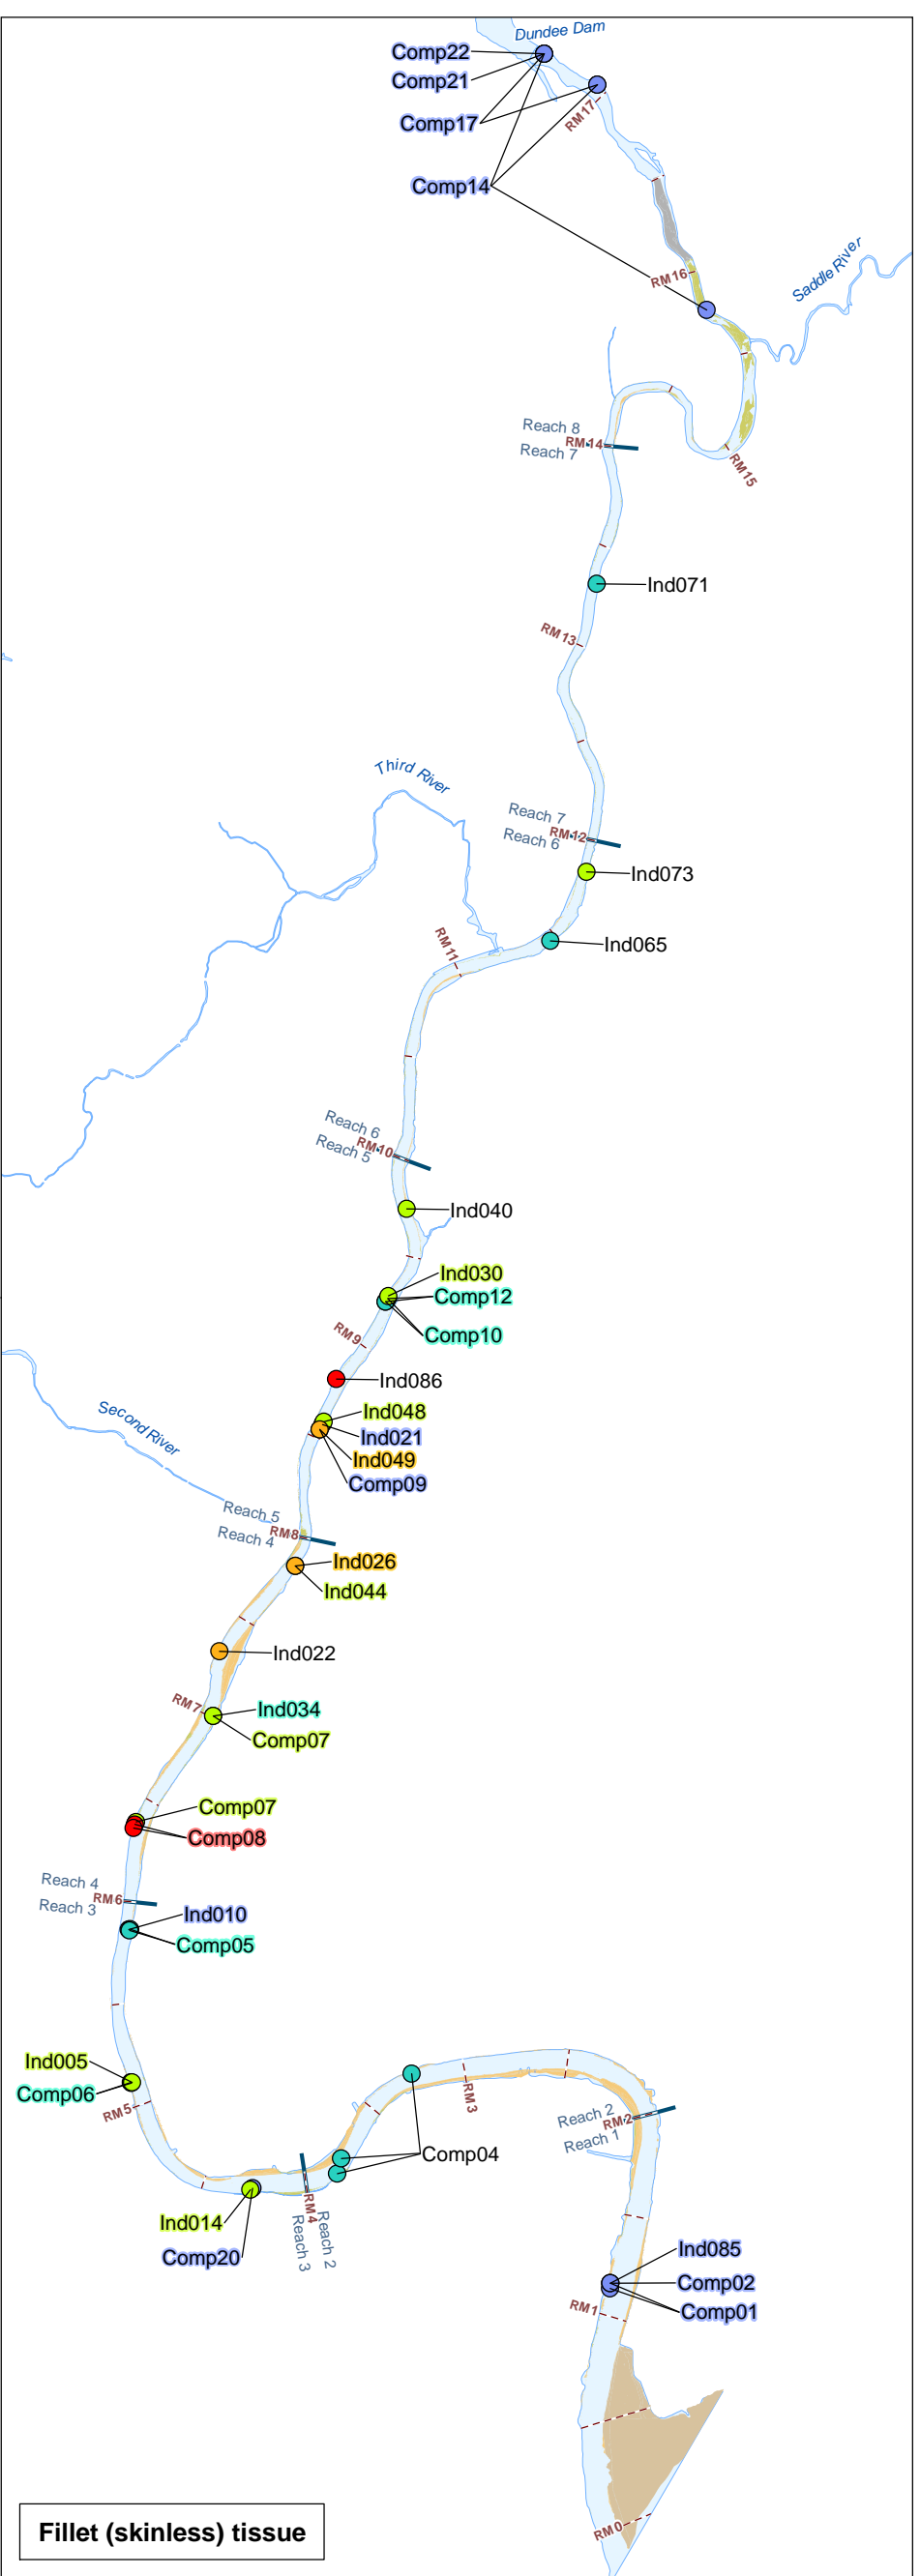 Dundee Dam
Comp22
Comp21
RM17
Comp17
Comp14
Saddle River
RM16
Reach 8
RM14
Reach 7
RM15
Ind071
RM13
Third River
Reach 7
RM12
Reach 6
Ind073
RM11
Ind065
Reach 6
RM10
Reach 5
Ind040
Ind030
Comp12
Comp10
RM9
Ind086
Ind048
Ind021
Ind049
Comp09
Second River
Reach 5
RM8
Reach 4
Ind026
Ind044
Ind022
RM7
Ind034
Comp07
Comp07
Comp08
Reach 4
RM6
Reach 3
Ind010
Comp05
Ind005
Comp06
RM5
RM3
Reach 2
RM2
Reach 1
Comp04
RM4
Reach 2
Reach 3
Ind014
Comp20
Ind085
Comp02
Comp01
RM1
RM0
Fillet (skinless) tissue